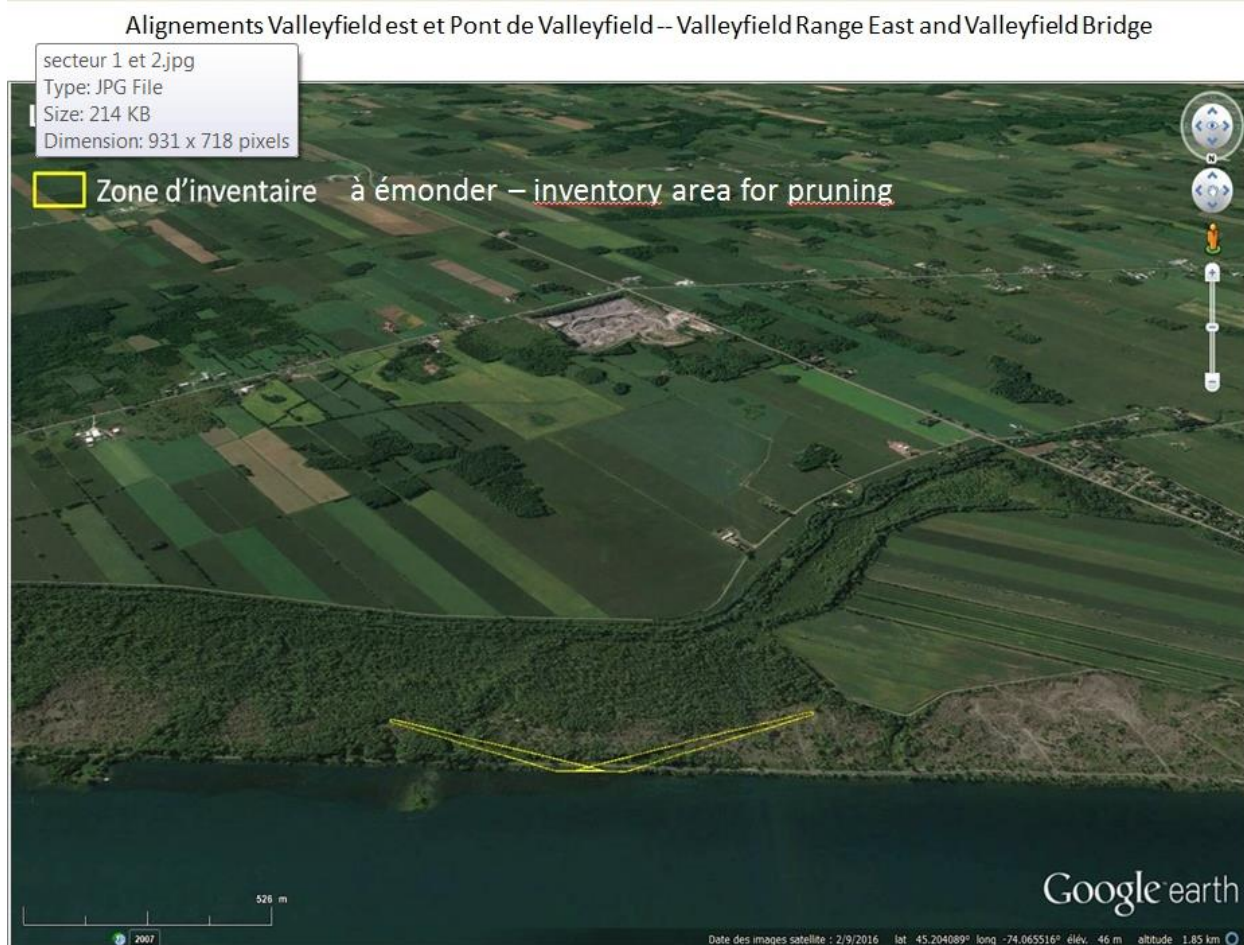 Alignements Valleyfield est et Pont de Valleyfield -- Valleyfield Range East and Valleyfield Bridge
secteur 1 et 2.jpg
Type: JPG File
Size: 214 KB
Dimension: 931 x 718 pixels
Zone d'inventaire à émonder – inventory area for pruning
N
526 m
Google earth
2007
Date des images satellite : 2/9/2016 lat 45.204089° long -74.065516° élév. 46 m altitude 1.85 km